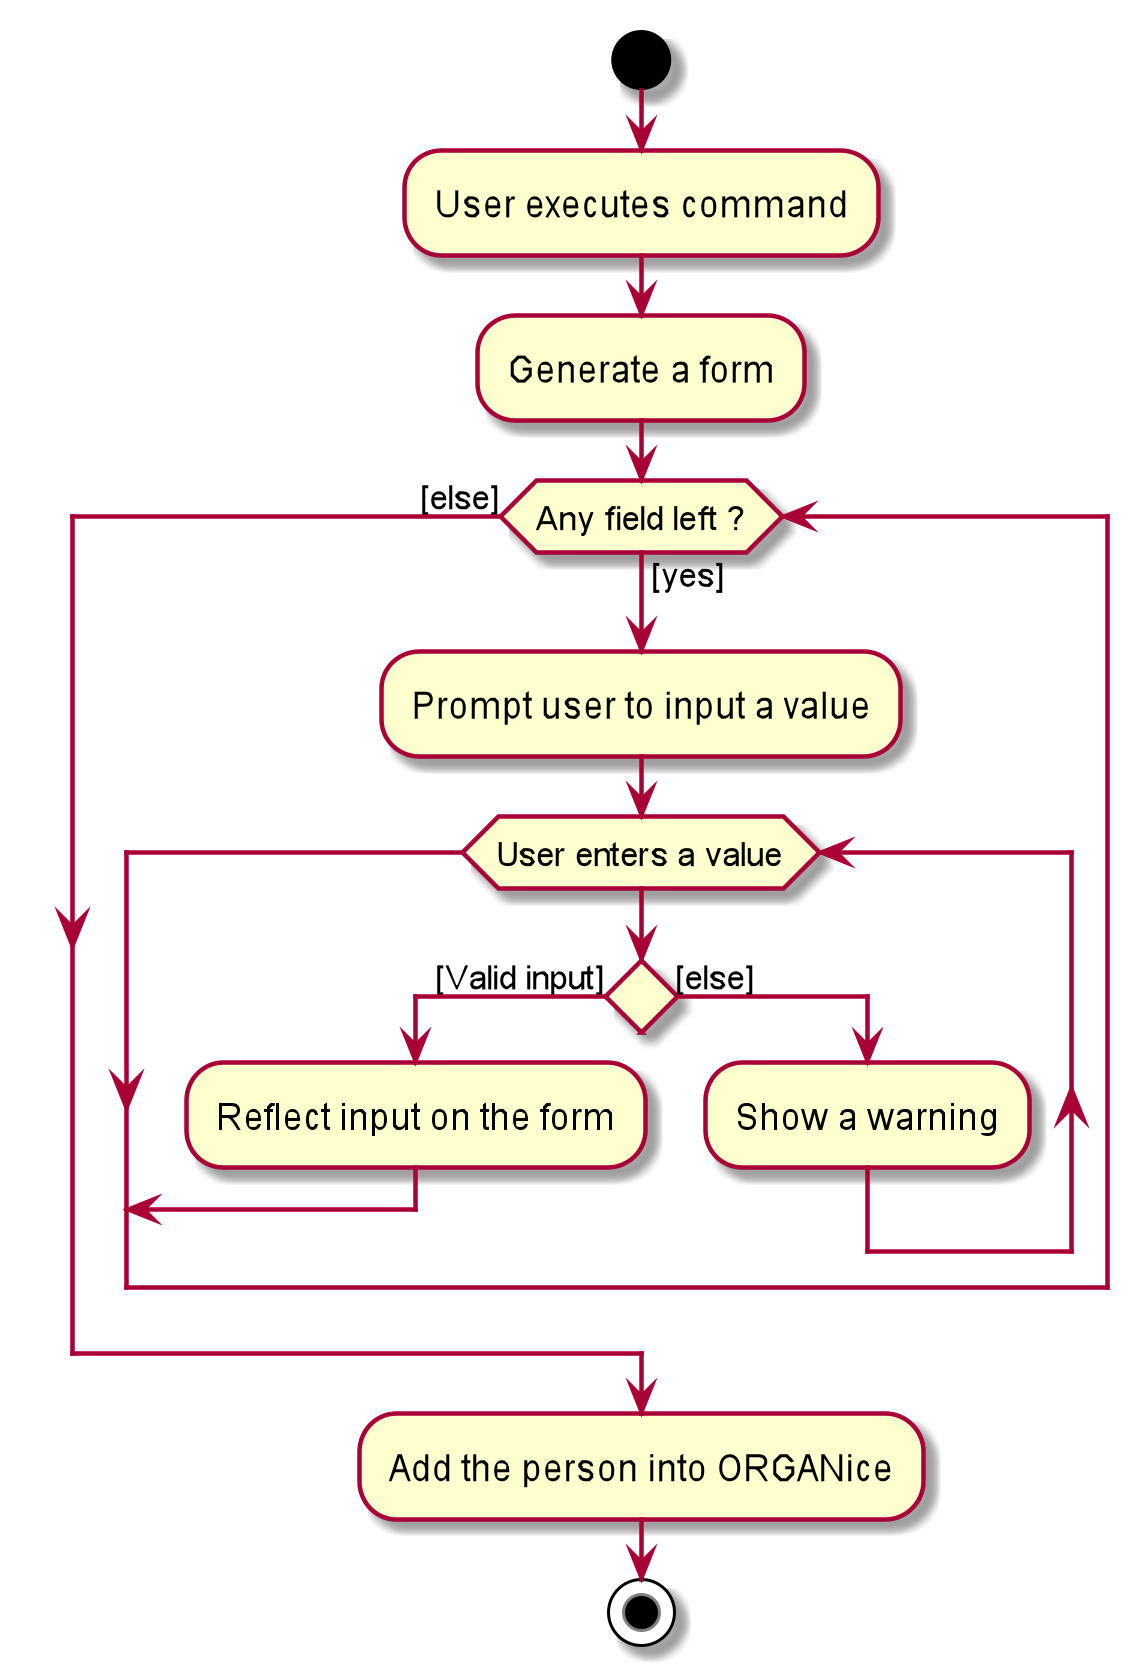 User executes command
Generate a form
[else]
Any field left ?
[yes]
Prompt user to input a value
User enters a value
[Valid input]
[else]
Reflect input on the form
Show a warning
Add the person into ORGANice